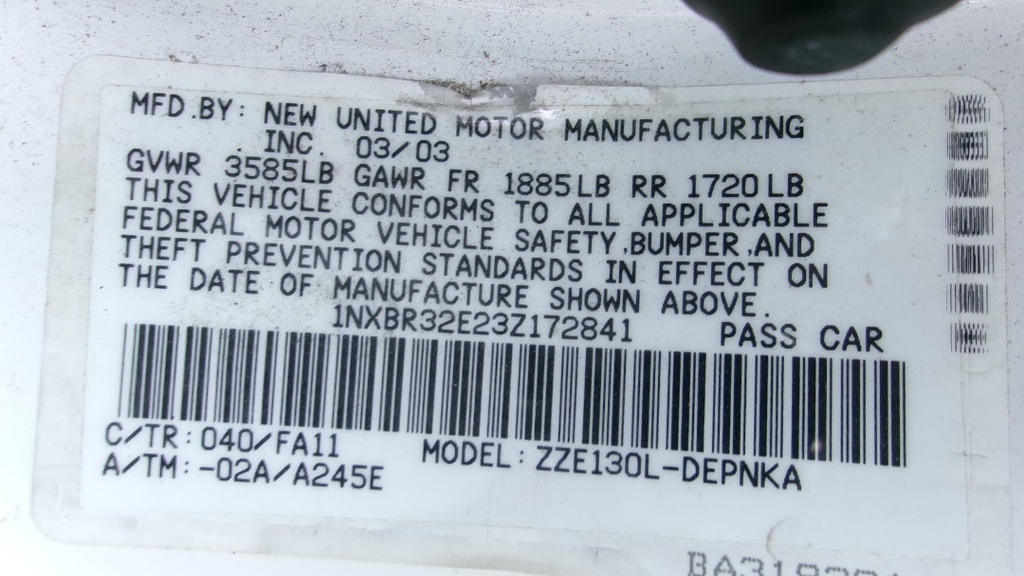 MFD.BY: NEW UNITED MOTOR MANUFACTURING
INC. 03/03
GVWR 3585LB GAWR FR 1885LB RR 1720LB
THIS VEHICLE CONFORMS TO ALL APPLICABLE
FEDERAL MOTOR VEHICLE SAFETY,BUMPER,AND
THEFT PREVENTION STANDARDS IN EFFECT ON
THE DATE OF MANUFACTURE SHOWN ABOVE.
1NXBR32E23Z172841 PASS CAR
C/TR:040/FA11 MODEL:ZZE130L-DEPNKA
A/TM:-02A/A245E